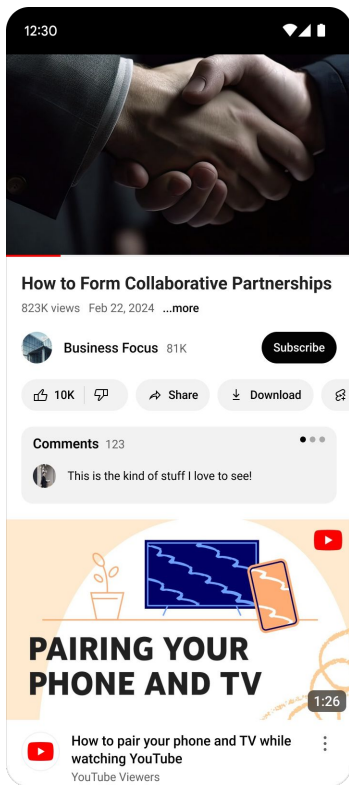 12:30
How to Form Collaborative Partnerships
823K views Feb 22, 2024 ...more
Business Focus 81K Subscribe
10K Share Download
Comments 123
This is the kind of stuff I love to see!
PAIRING YOUR
PHONE AND TV
1:26
How to pair your phone and TV while
watching YouTube
YouTube Viewers